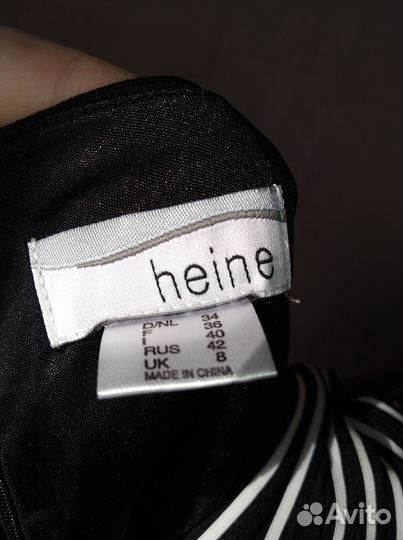 heine
D/NL 34
F 36
I 40
RUS 42
UK 8
MADE IN CHINA
Avito